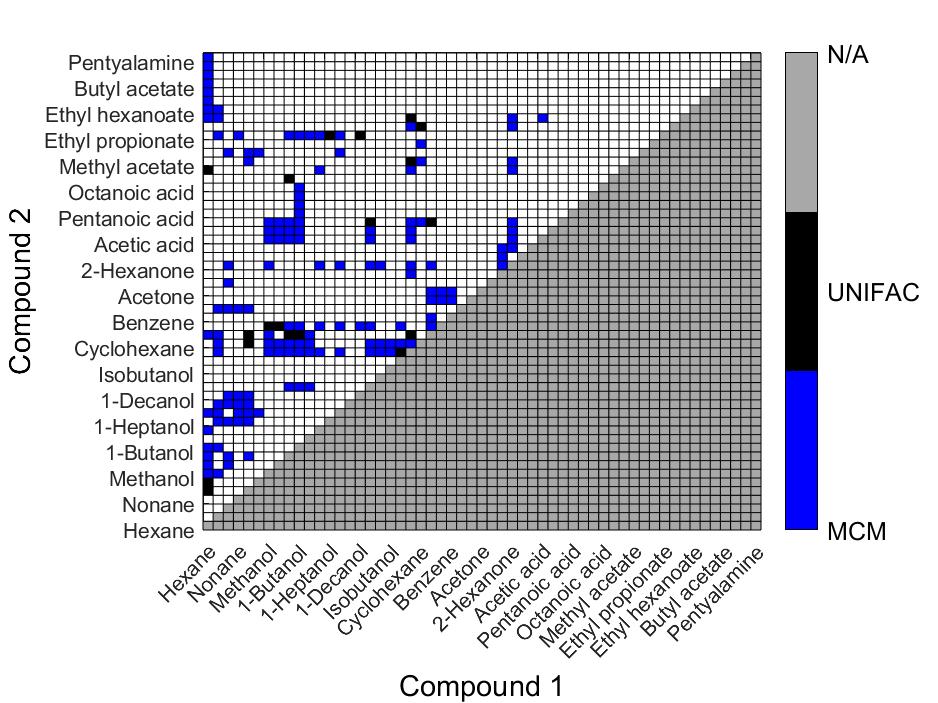 Pentyalamine
Butyl acetate
Ethyl hexanoate
Ethyl propionate
Methyl acetate
Octanoic acid
Pentanoic acid
Acetic acid
2-Hexanone
Acetone
Benzene
Cyclohexane
Isobutanol
1-Decanol
1-Heptanol
1-Butanol
Methanol
Nonane
Hexane
Compound 2
Hexane
Nonane
Methanol
1-Butanol
1-Heptanol
1-Decanol
Isobutanol
Cyclohexane
Benzene
Acetone
2-Hexanone
Acetic acid
Pentanoic acid
Octanoic acid
Methyl acetate
Ethyl propionate
Ethyl hexanoate
Butyl acetate
Pentyalamine
Compound 1
N/A
UNIFAC
MCM